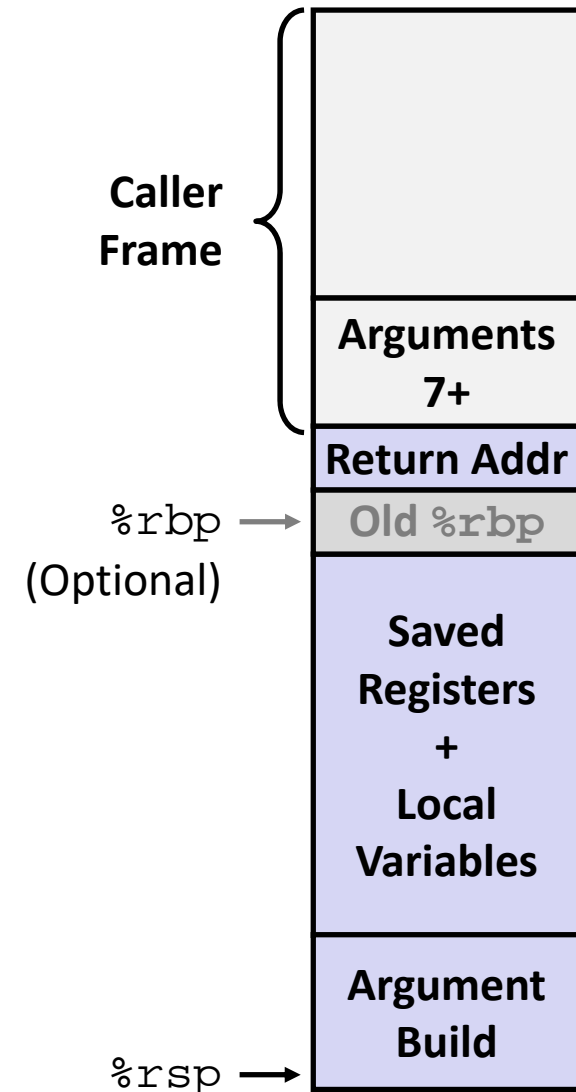 Caller
Frame
Arguments
7+
Return Addr
%rbp
(Optional)
Old %rbp
Saved
Registers
+
Local
Variables
Argument
Build
%rsp